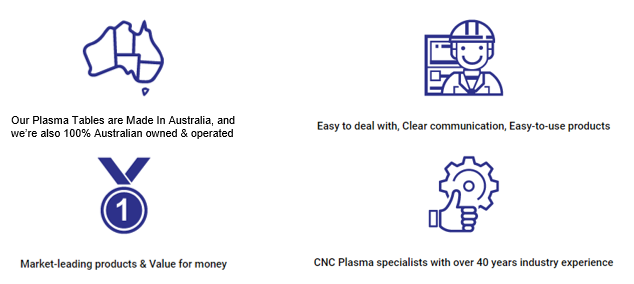 Our Plasma Tables are Made In Australia, and
we're also 100% Australian owned & operated
Easy to deal with, Clear communication, Easy-to-use products
1
Market-leading products & Value for money
CNC Plasma specialists with over 40 years industry experience